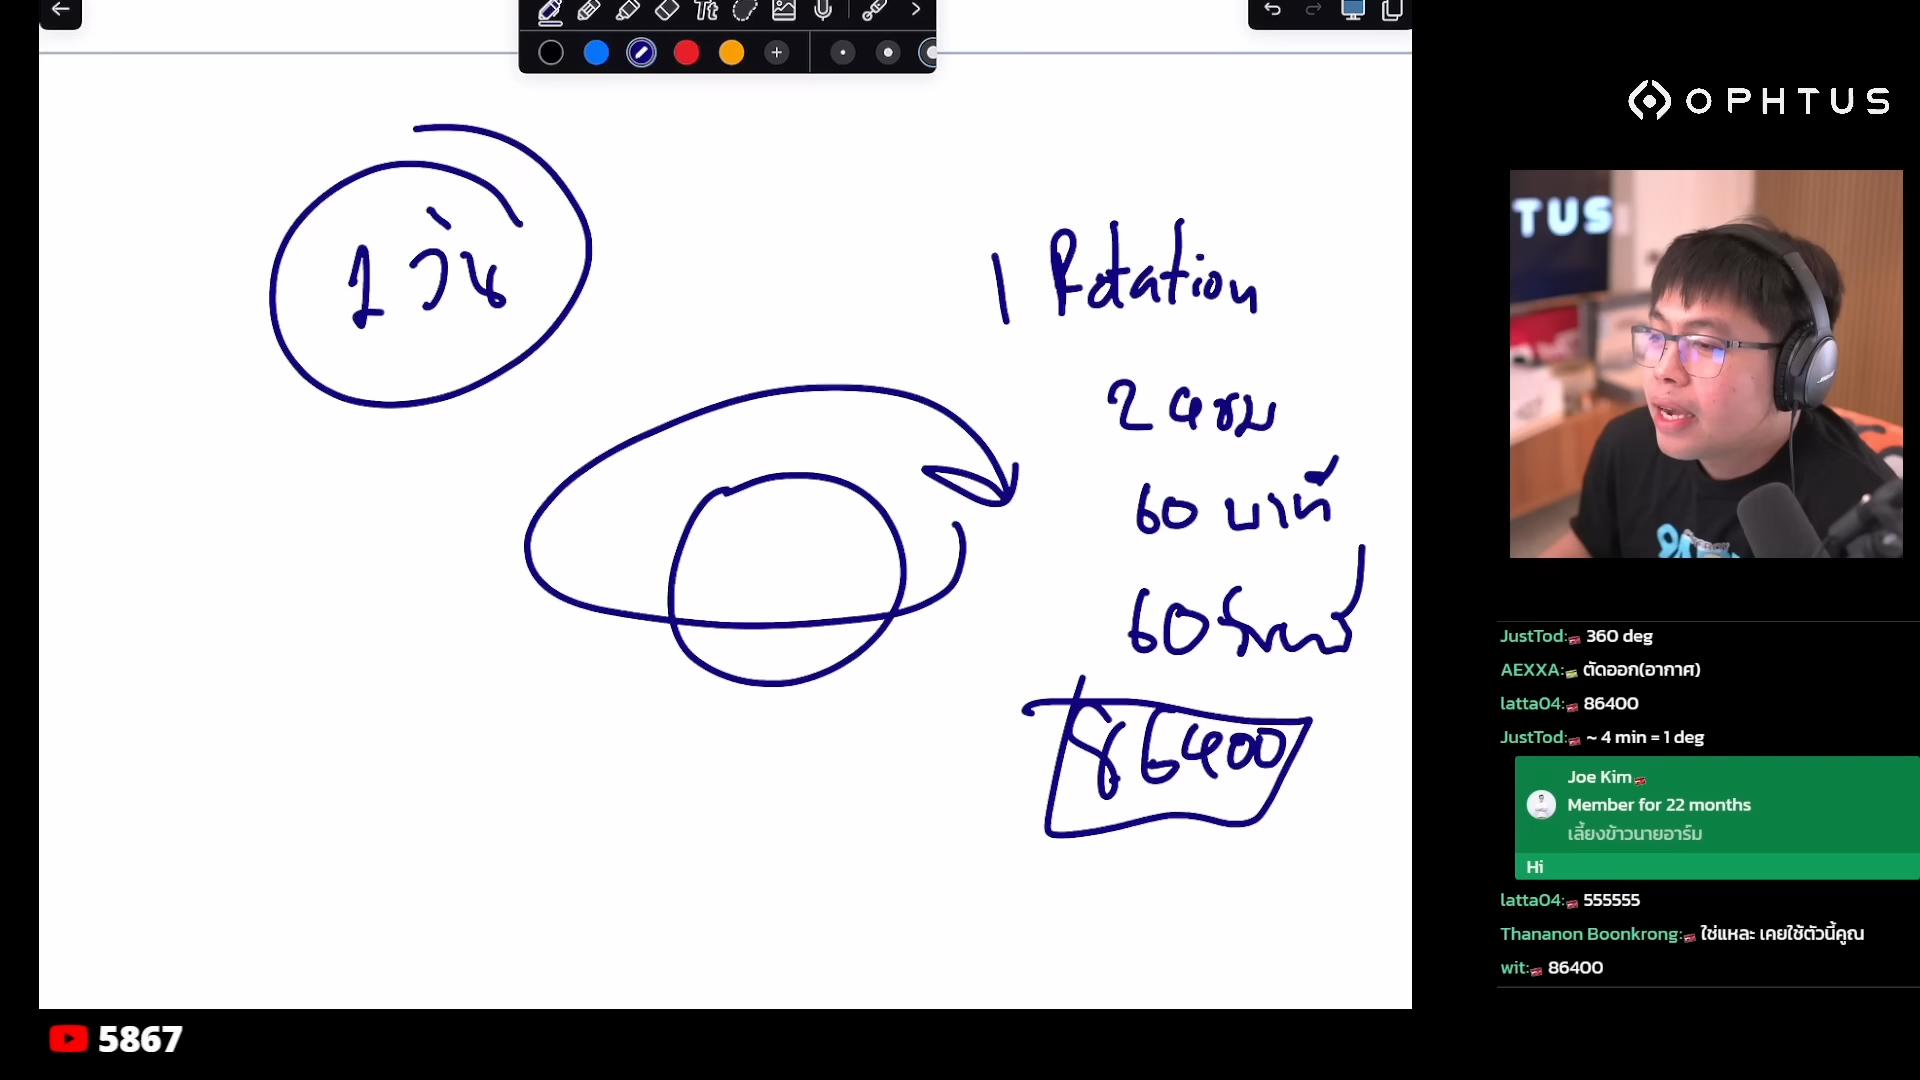 Tt
1 วัน
1 Rotation
24 ชม
60 นาที
60 วินาที
86400
OPHTUS
TUS
JustTod: 360 deg
AEXXA: ตัดออก(อากาศ)
latta04: 86400
JustTod: ~ 4 min = 1 deg
Joe Kim
Member for 22 months
เลี้ยงข้าวนายอาร์ม
Hi
latta04: 555555
Thananon Boonkrong: ใช่แหละ เคยใช้ตัวนี้คูณ
wit: 86400
5867